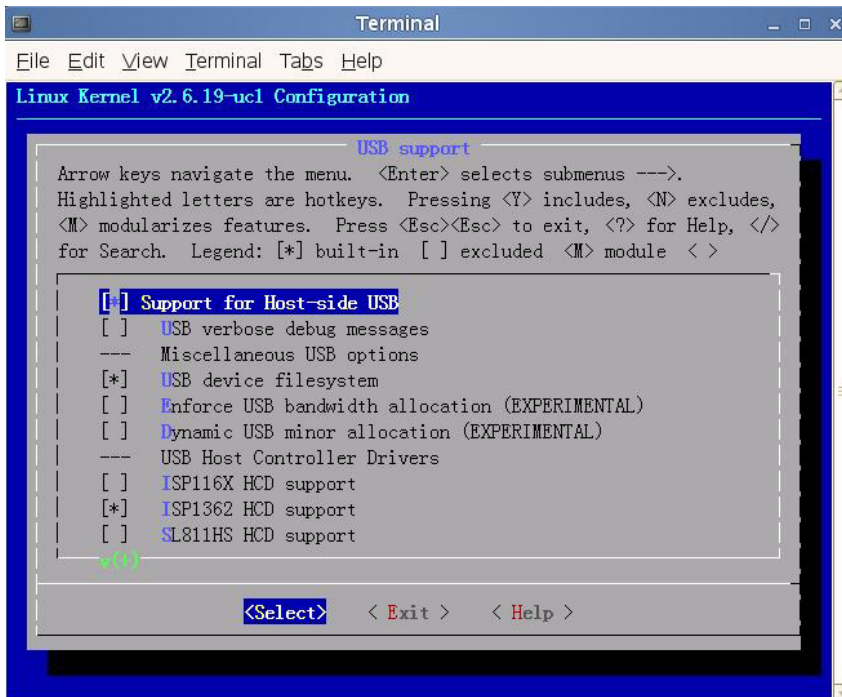 Terminal
File Edit View Terminal Tabs Help
Linux Kernel v2.6.19-uc1 Configuration
USB support
Arrow keys navigate the menu. <Enter> selects submenus --->.
Highlighted letters are hotkeys. Pressing <Y> includes, <N> excludes,
<M> modularizes features. Press <Esc><Esc> to exit, <?> for Help, </>
for Search. Legend: [*] built-in [ ] excluded <M> module < >
[*] Support for Host-side USB
[ ] USB verbose debug messages
--- Miscellaneous USB options
[*] USB device filesystem
[ ] Enforce USB bandwidth allocation (EXPERIMENTAL)
[ ] Dynamic USB minor allocation (EXPERIMENTAL)
--- USB Host Controller Drivers
[ ] ISP116X HCD support
[*] ISP1362 HCD support
[ ] SL811HS HCD support
v(+)
<Select> < Exit > < Help >